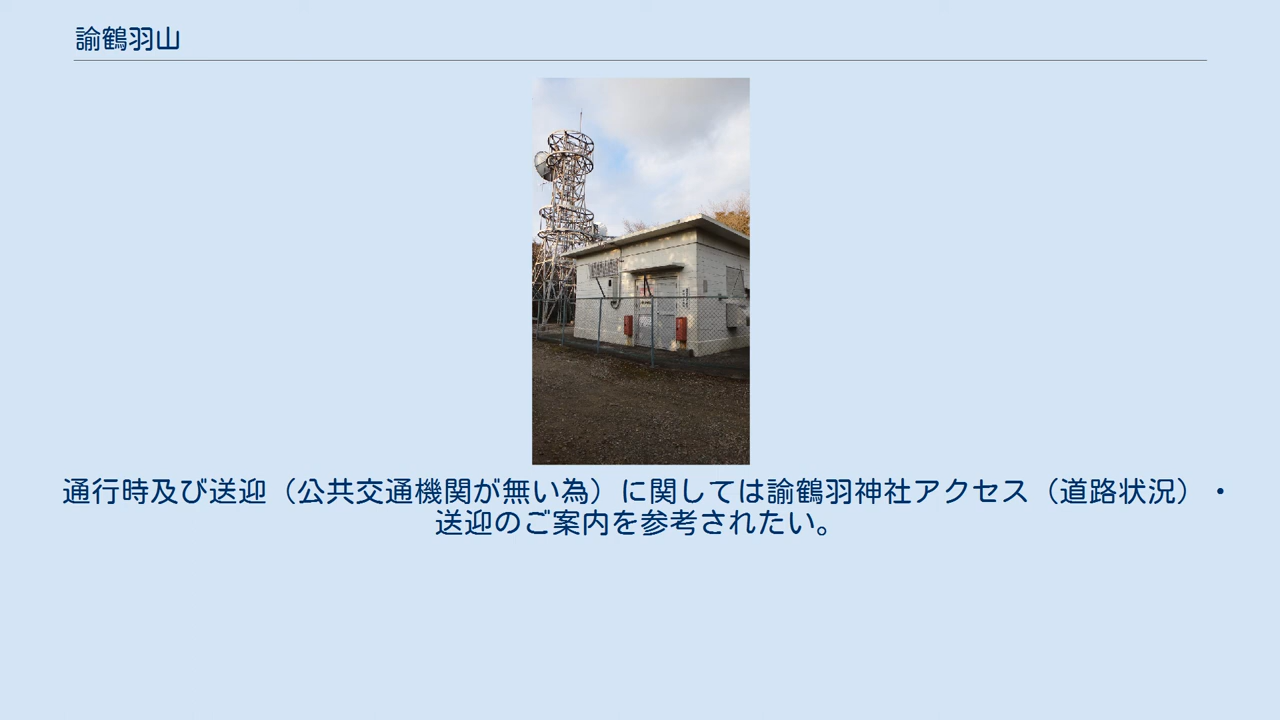 諭鶴羽山
通行時及び送迎（公共交通機関が無い為）に関しては諭鶴羽神社アクセス（道路状況）・
送迎のご案内を参考されたい。